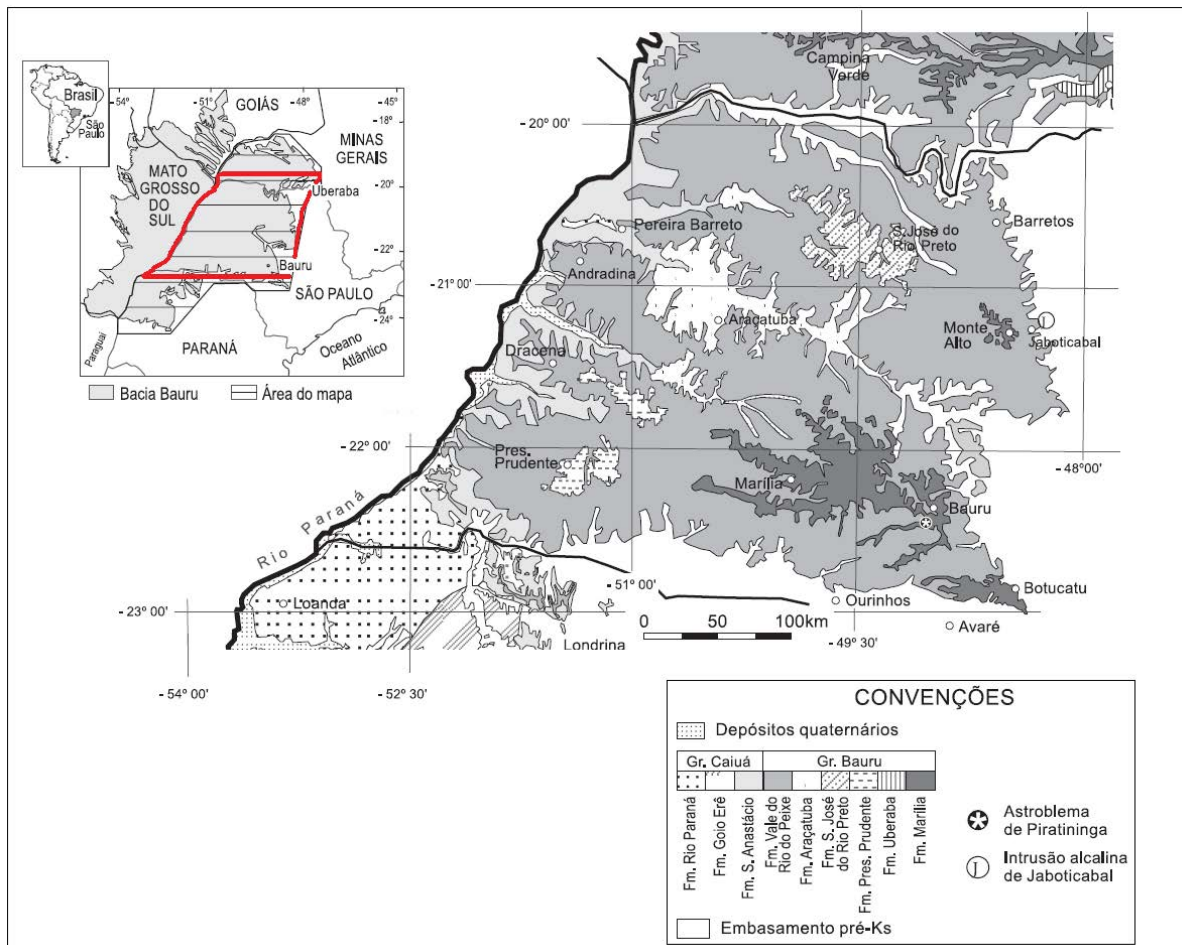 Brasil
São
Paulo
- 54°
- 51°
- 48°
- 45°
GOIÁS
- 18°
MINAS
GERAIS
MATO
GROSSO
DO
SUL
- 20°
Uberaba
- 22°
Bauru
SÃO PAULO
- 24°
PARANÁ
Paraguai
Oceano
Atlântico
Bacia Bauru
Área do mapa
Campina
Verde
- 20° 00'
Barretos
Pereira Barreto
S. José do
Rio Preto
Andradina
- 21° 00'
Araçatuba
Monte
Alto
J
Jaboticabal
Dracena
- 22° 00'
- 48° 00'
Pres.
Prudente
Marília
Bauru
Rio Paraná
- 51° 00'
Botucatu
Loanda
Ourinhos
- 23° 00'
0 50 100km
Avaré
Londrina
- 49° 30'
- 54° 00'
- 52° 30'
CONVENÇÕES
Depósitos quaternários
Gr. Caiuá
Gr. Bauru
Fm. Rio Paraná
Fm. Goio Erê
Fm. S. Anastácio
Fm. Vale do
Rio do Peixe
Fm. Araçatuba
Fm. S. José
do Rio Preto
Fm. Pres. Prudente
Fm. Uberaba
Fm. Marília
Astroblema
de Piratininga
J
Intrusão alcalina
de Jaboticabal
Embasamento pré-Ks